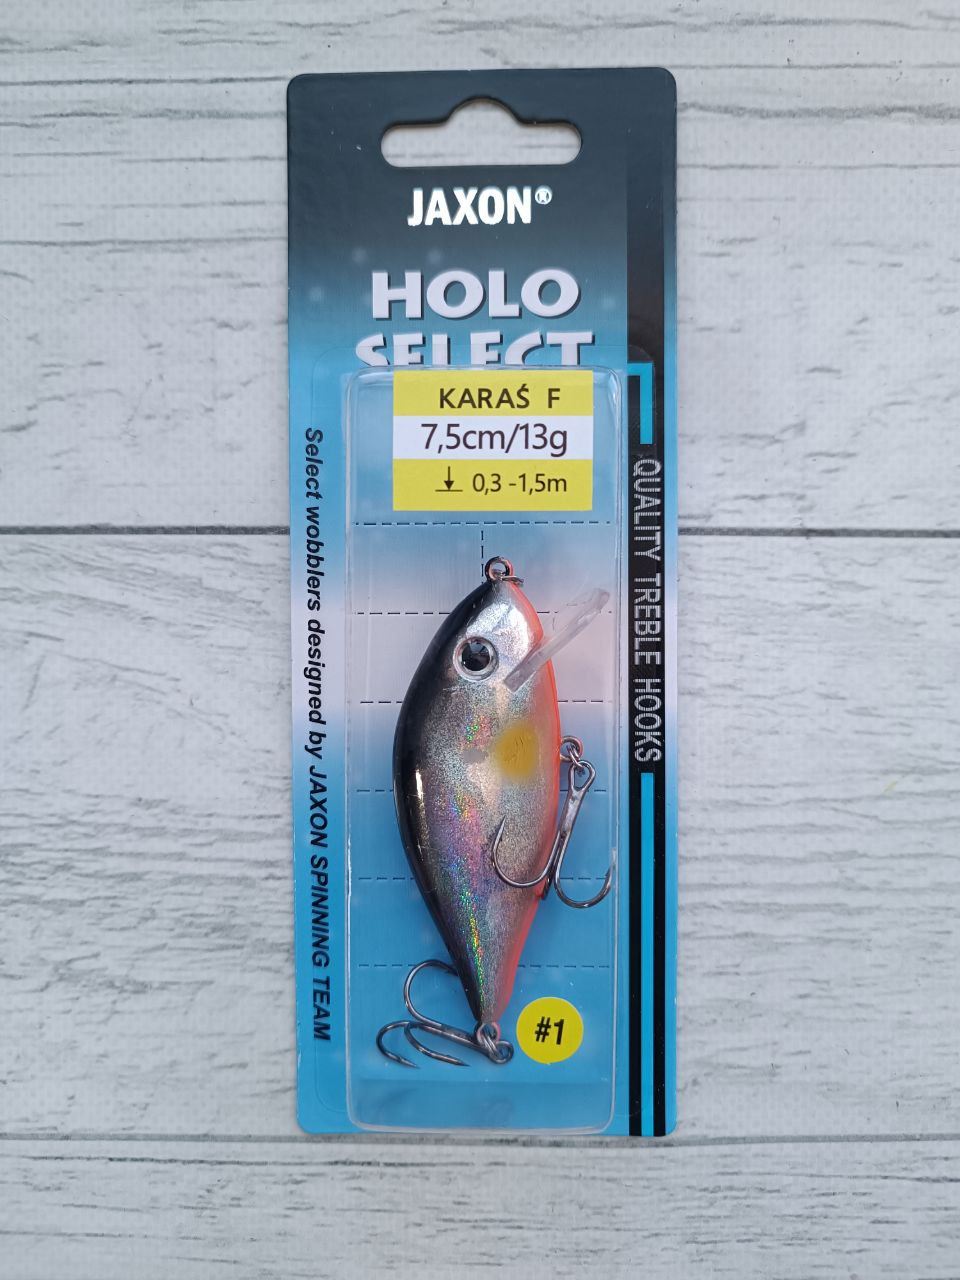 JAXON®
HOLO
SELECT
KARAŚ F
7,5cm/13g
0,3 -1,5m
Select wobblers designed by JAXON SPINNING TEAM
QUALITY TREBLE HOOKS
#1